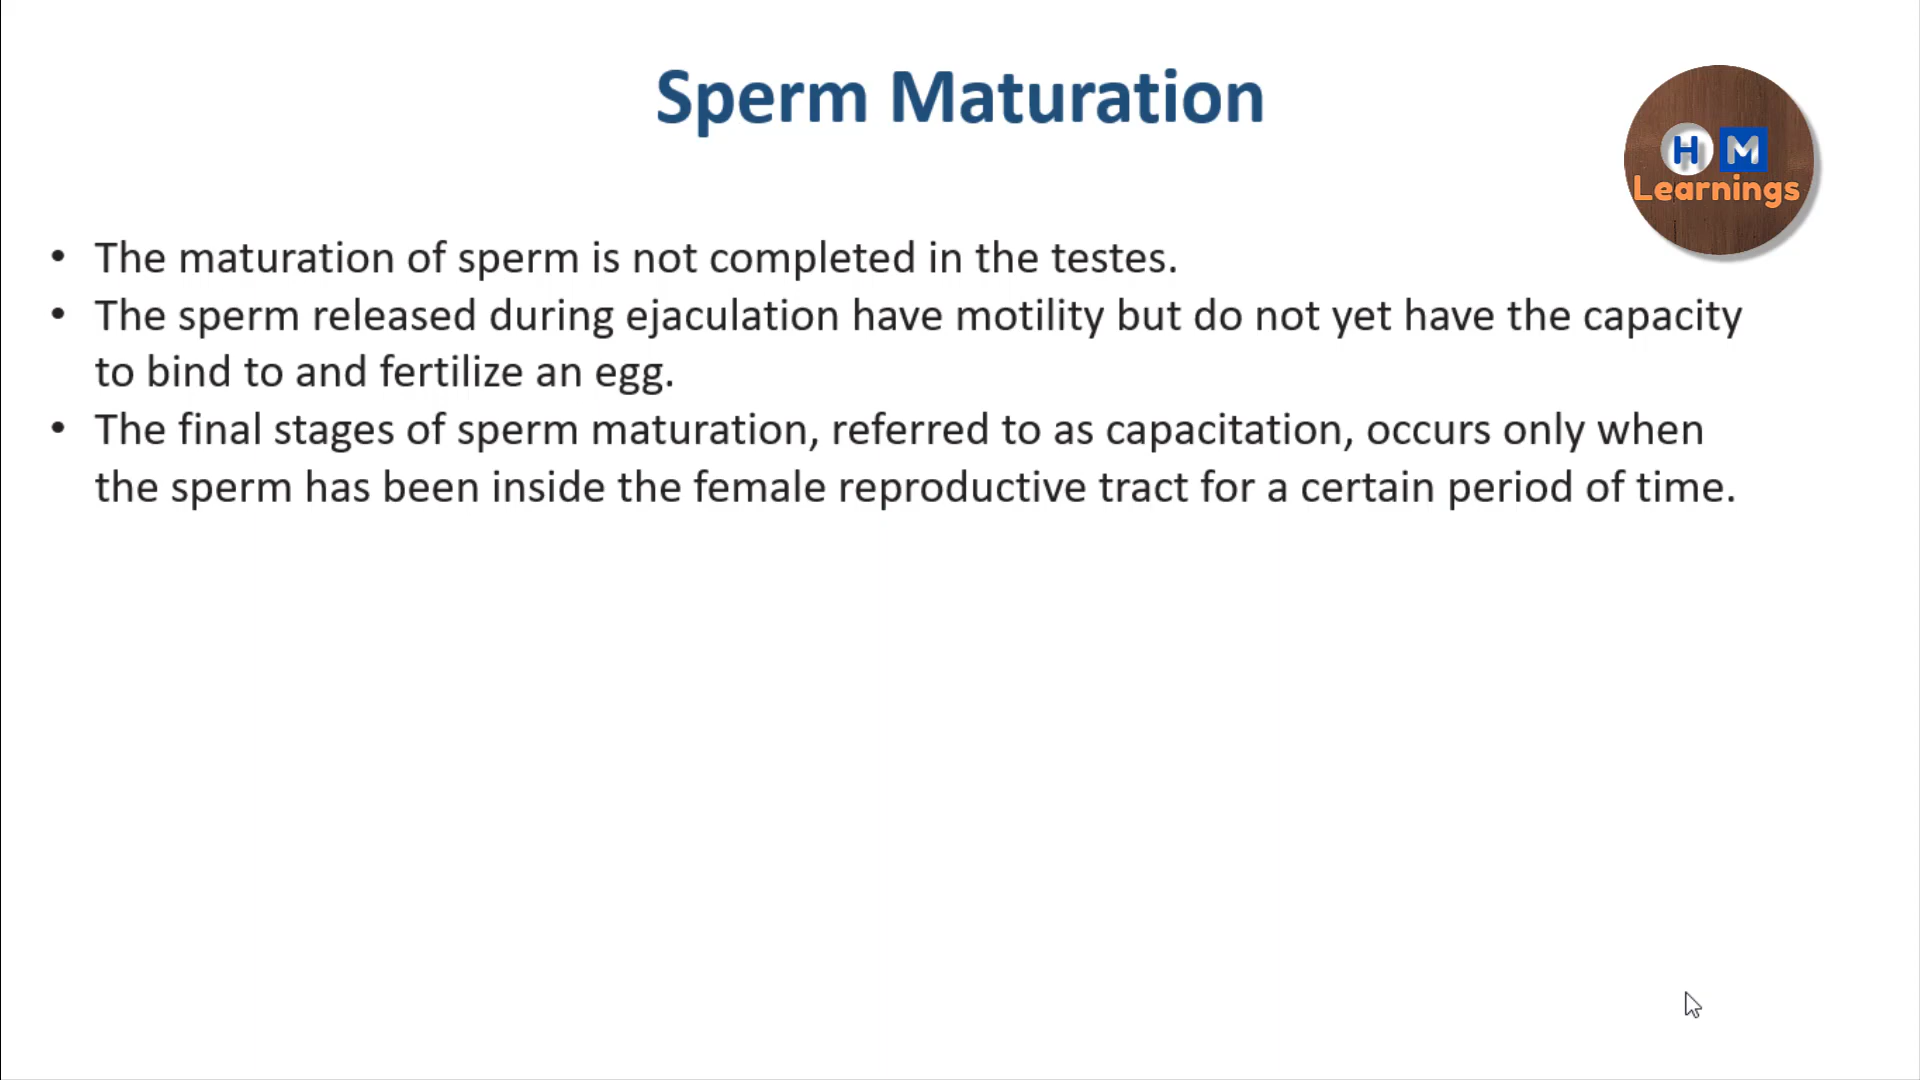 Sperm Maturation
H M
Learnings
• The maturation of sperm is not completed in the testes.
• The sperm released during ejaculation have motility but do not yet have the capacity
to bind to and fertilize an egg.
• The final stages of sperm maturation, referred to as capacitation, occurs only when
the sperm has been inside the female reproductive tract for a certain period of time.